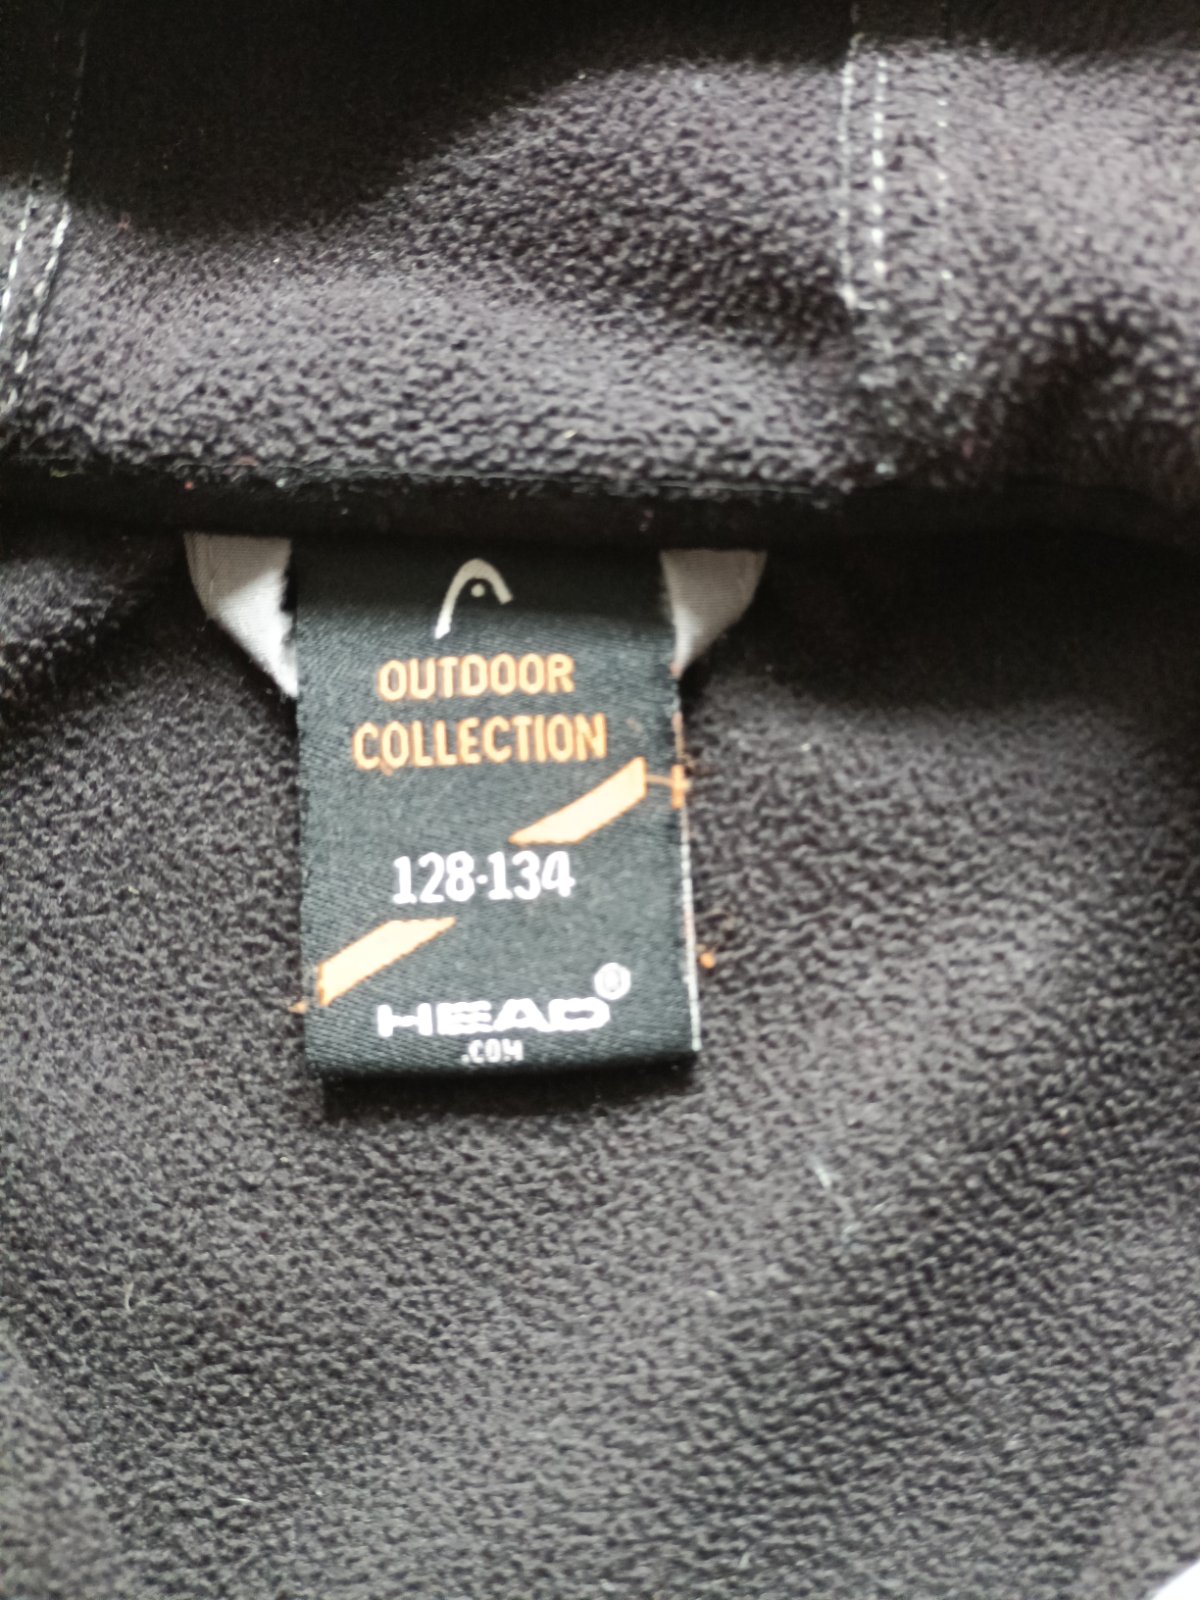 OUTDOOR
COLLECTION
128-134
HEAD®
.COM